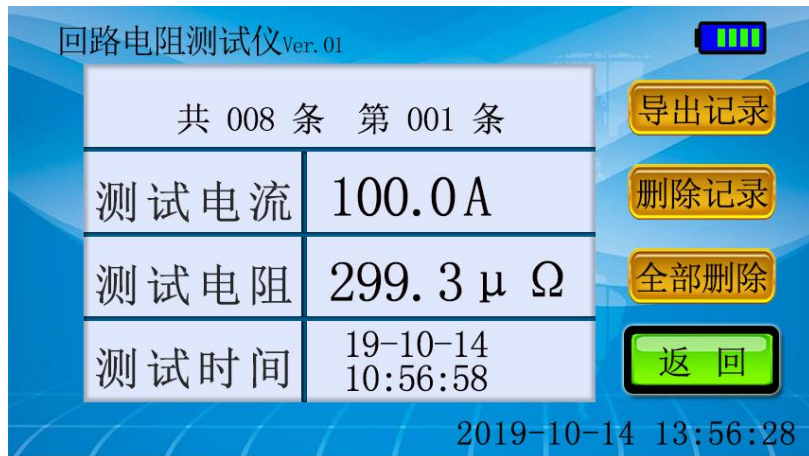 回路电阻测试仪Ver.01
共 008 条 第 001 条
导出记录
测试电流 100.0A
删除记录
测试电阻 299.3μΩ
全部删除
测试时间 19-10-14
10:56:58
返 回
2019-10-14 13:56:28